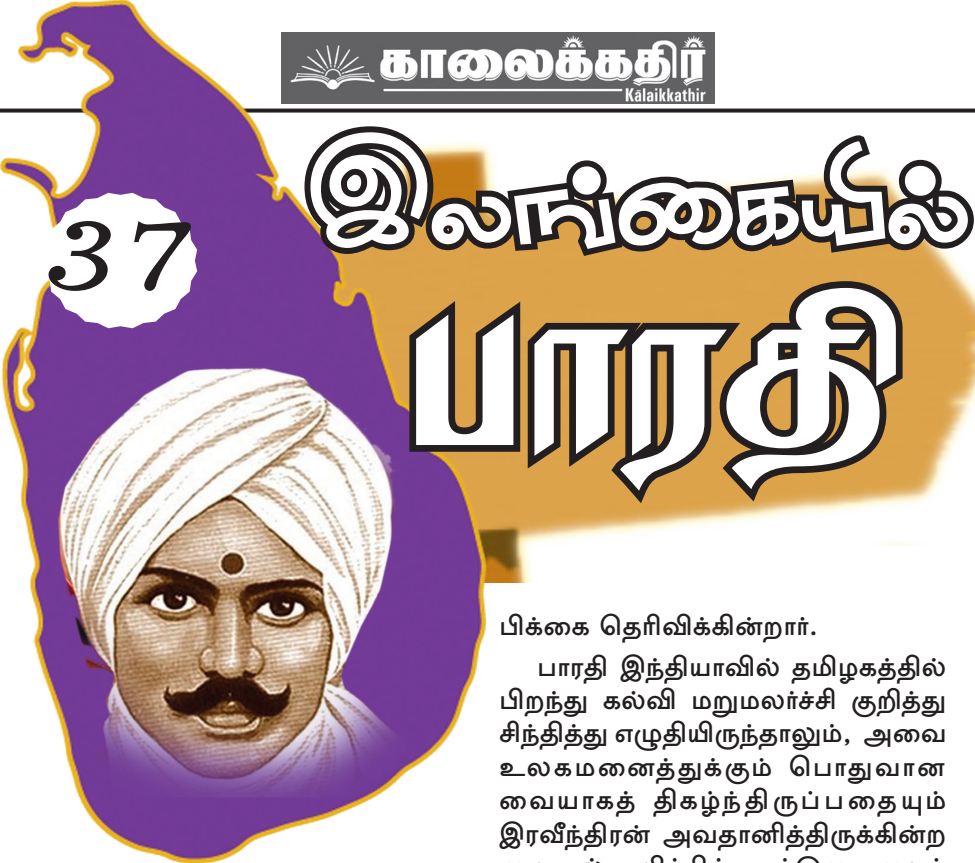 காலைக்கதிர்
Kālaikkathir
இலங்கையில்
பாரதி
37
பிக்கை தெரிவிக்கின்றார்.
பாரதி இந்தியாவில் தமிழகத்தில்
பிறந்து கல்வி மறுமலர்ச்சி குறித்து
சிந்தித்து எழுதியிருந்தாலும், அவை
உலகமனைத்துக்கும் பொதுவான
வையாகத் திகழ்ந்திருப்பதையும்
இரவீந்திரன் அவதானித்திருக்கின்ற